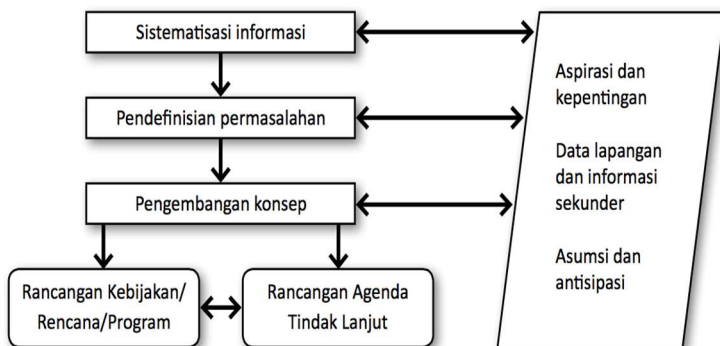 Sistematisasi informasi
Pendefinisian permasalahan
Pengembangan konsep
Rancangan Kebijakan/
Rencana/Program
Rancangan Agenda
Tindak Lanjut
Aspirasi dan
kepentingan
Data lapangan
dan informasi
sekunder
Asumsi dan
antisipasi